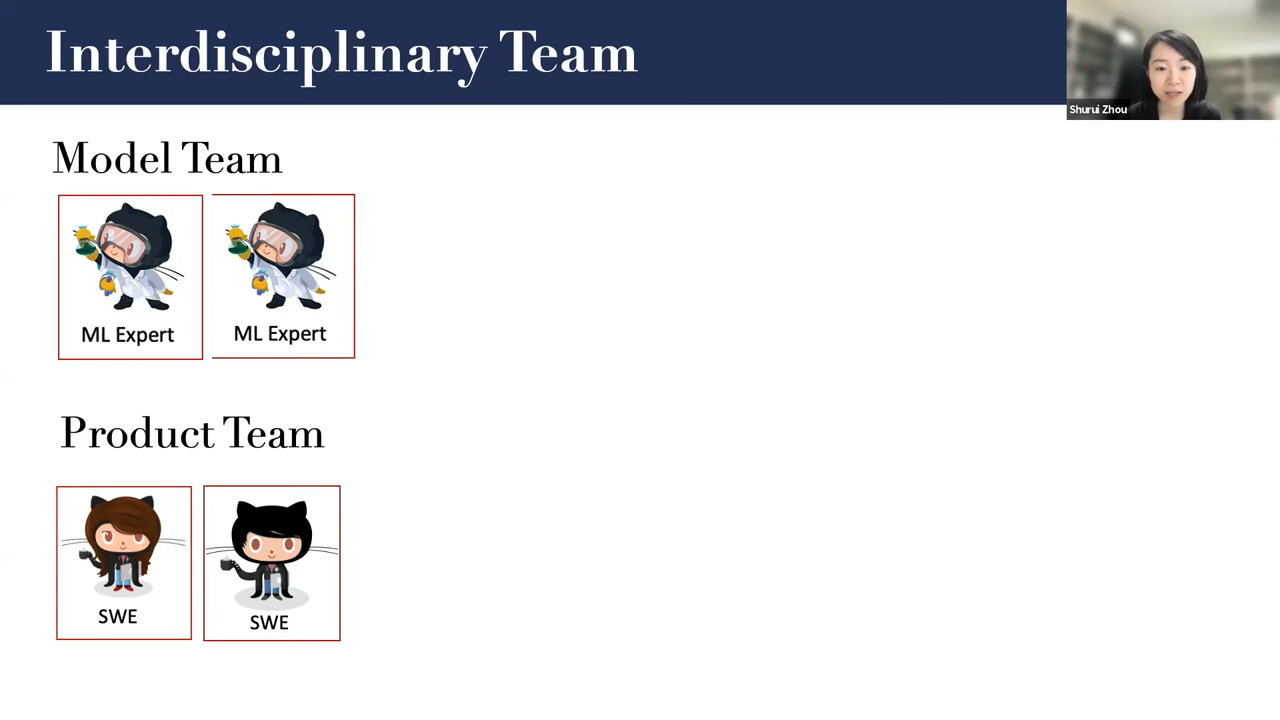 Interdisciplinary Team
Shurui Zhou
Model Team
ML Expert
ML Expert
Product Team
SWE
SWE